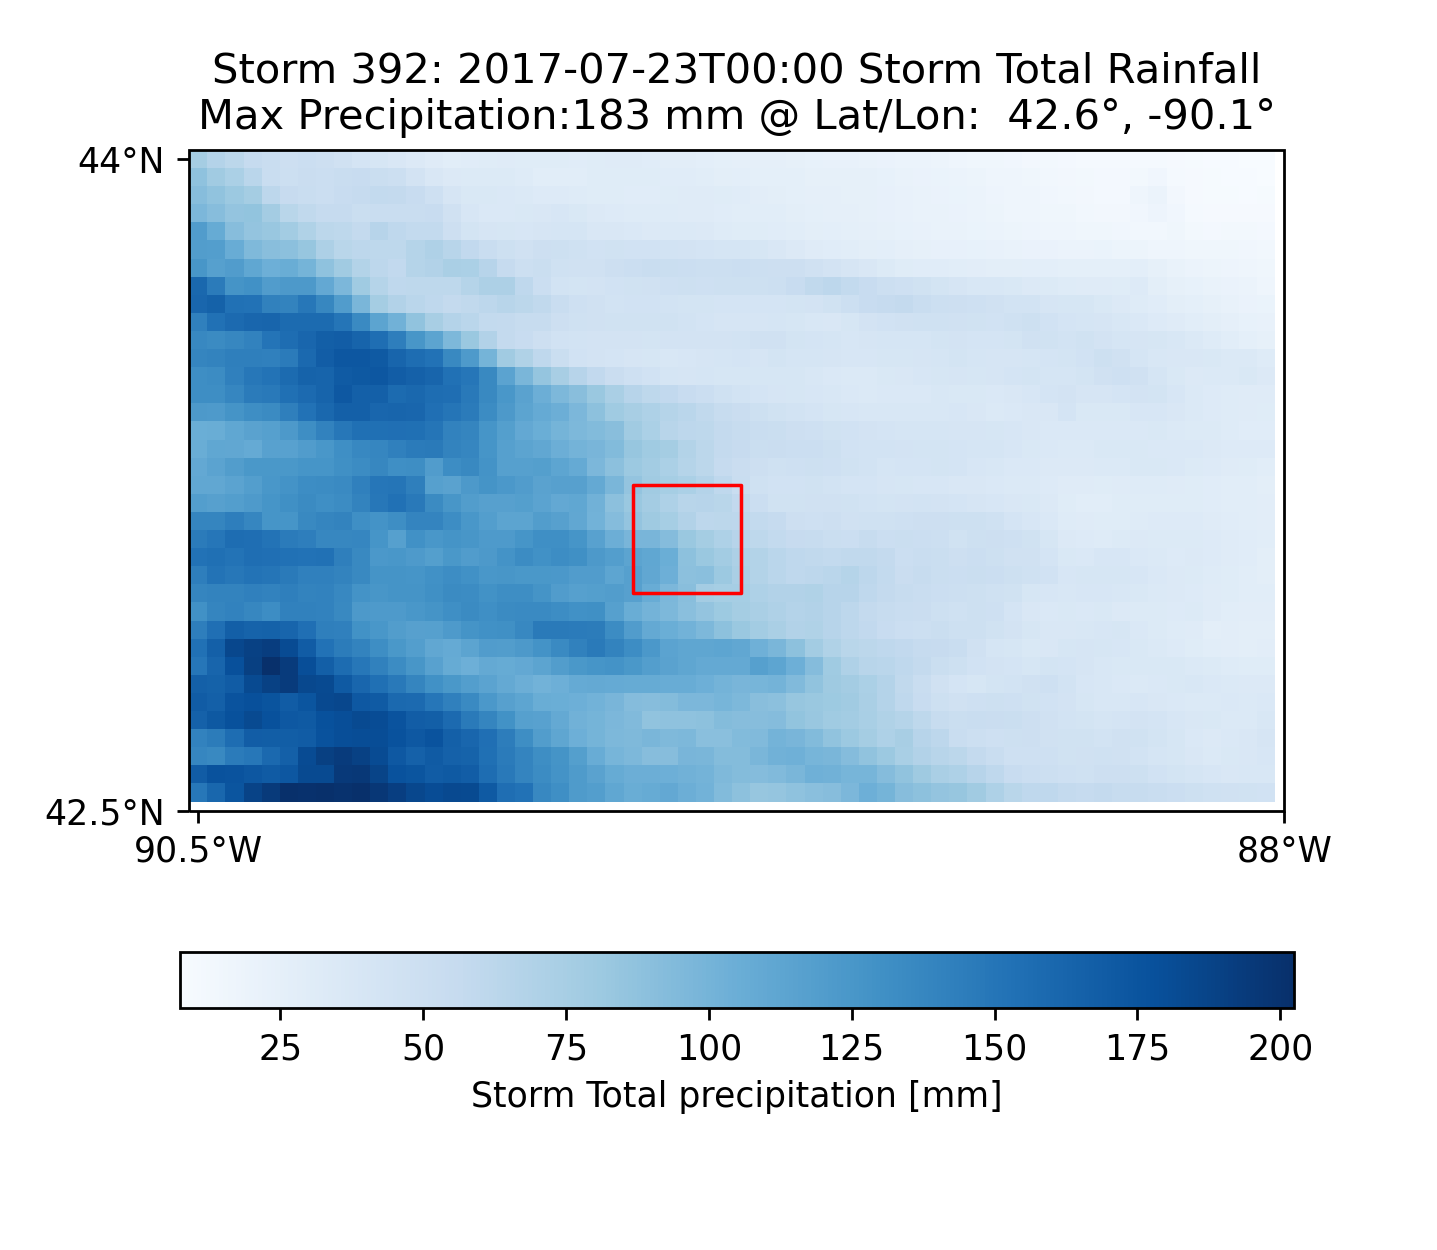 Storm 392: 2017-07-23T00:00 Storm Total Rainfall
Max Precipitation:183 mm @ Lat/Lon:  42.6°, -90.1°
44°N
42.5°N
90.5°W 88°W
25 50 75 100 125 150 175 200
Storm Total precipitation [mm]